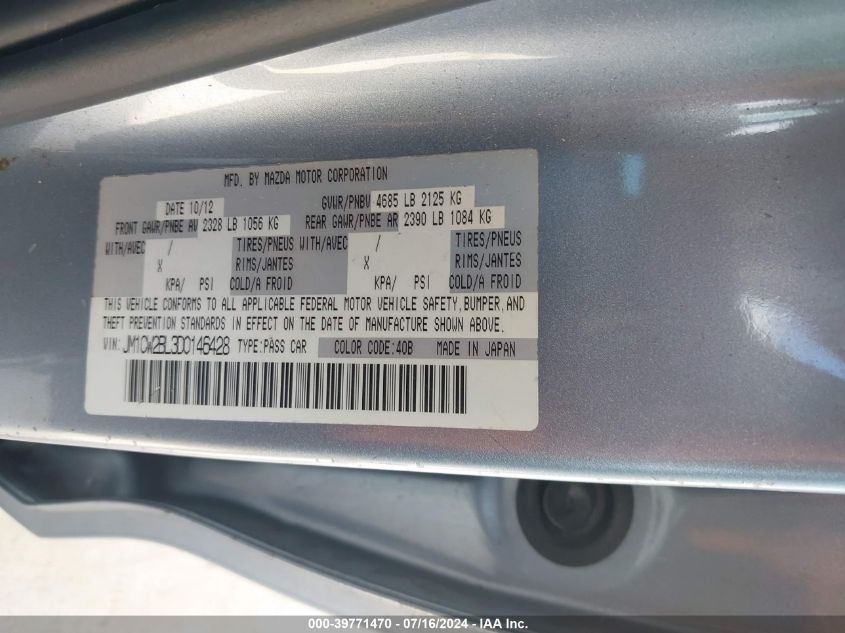 MFD. BY MAZDA MOTOR CORPORATION
DATE 10/12 GVWR/PNBV 4685 LB 2125 KG
FRONT GAWR/PNBE AV 2328 LB 1056 KG REAR GAWR/PNBE AR 2390 LB 1084 KG
WITH/AVEC / TIRES/PNEUS WITH/AVEC / TIRES/PNEUS
X RIMS/JANTES X RIMS/JANTES
KPA/ PSI COLD/A FROID KPA/ PSI COLD/A FROID
THIS VEHICLE CONFORMS TO ALL APPLICABLE FEDERAL MOTOR VEHICLE SAFETY, BUMPER, AND
THEFT PREVENTION STANDARDS IN EFFECT ON THE DATE OF MANUFACTURE SHOWN ABOVE.
VIN: JM1CW2BL3D0145428 TYPE:PASS CAR COLOR CODE:40B MADE IN JAPAN
000-39771470 - 07/16/2024 - IAA Inc.